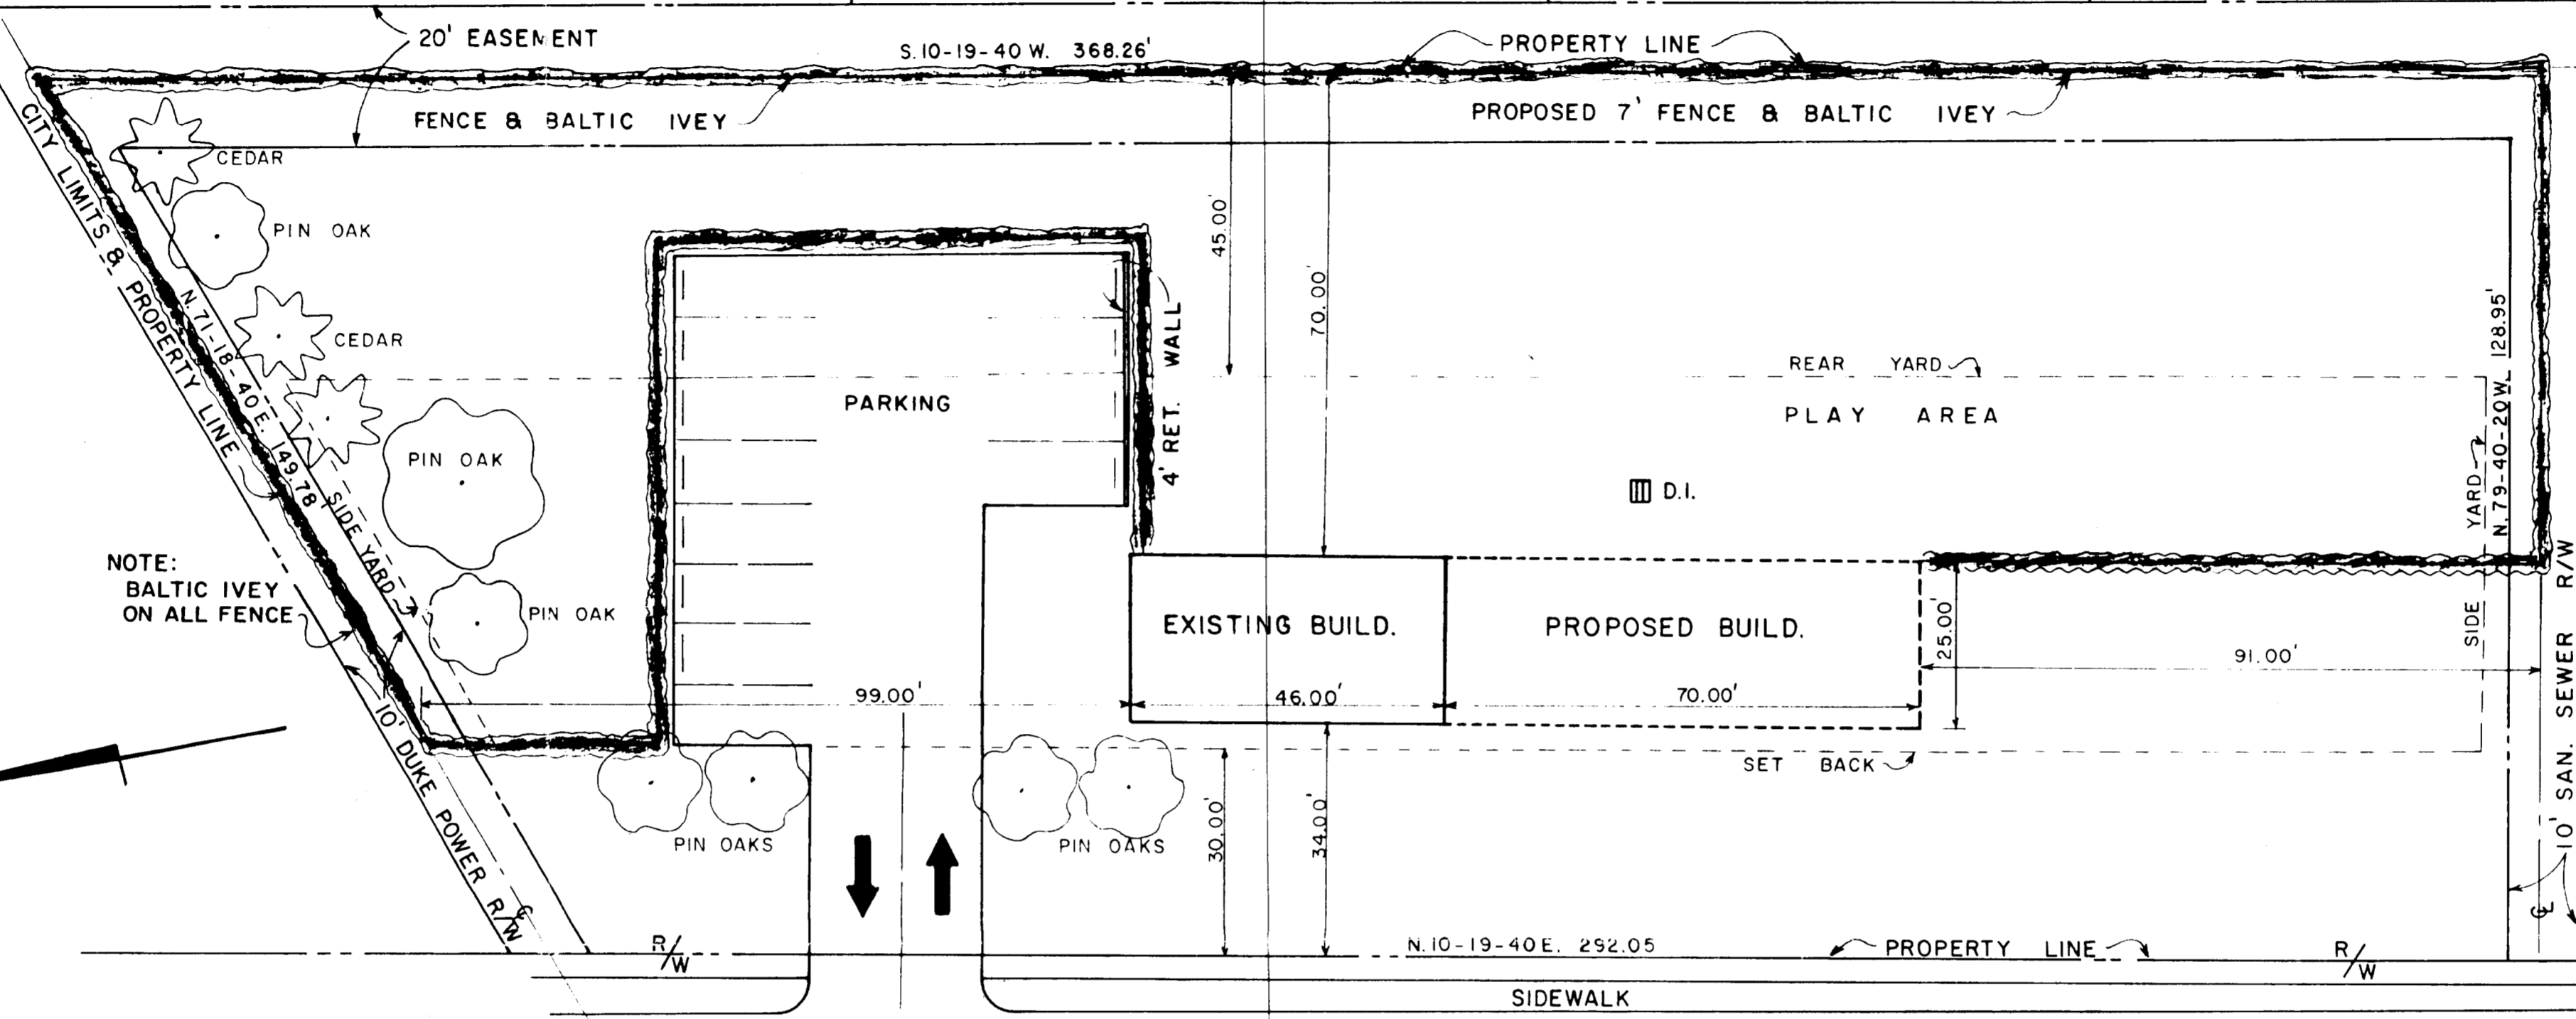 20' EASEMENT
S. 10-19-40 W. 368.26'
PROPERTY LINE
FENCE & BALTIC IVEY
PROPOSED 7' FENCE & BALTIC IVEY
CITY LIMITS & PROPERTY LINE
CEDAR
PIN OAK
N. 71-18-40 E. 149.78'
CEDAR
PIN OAK
SIDE YARD
PIN OAK
NOTE:
BALTIC IVEY
ON ALL FENCE
10' DUKE POWER R/W
℄
PARKING
4' RET. WALL
45.00'
70.00'
REAR YARD
PLAY AREA
D.I.
SIDE YARD
N. 79-40-20W. 128.95'
EXISTING BUILD.
PROPOSED BUILD.
25.00'
99.00'
46.00'
70.00'
91.00'
SET BACK
PIN OAKS
PIN OAKS
30.00'
34.00'
10' SAN. SEWER R/W
℄
R/W
N. 10-19-40 E. 292.05
PROPERTY LINE
R/W
SIDEWALK